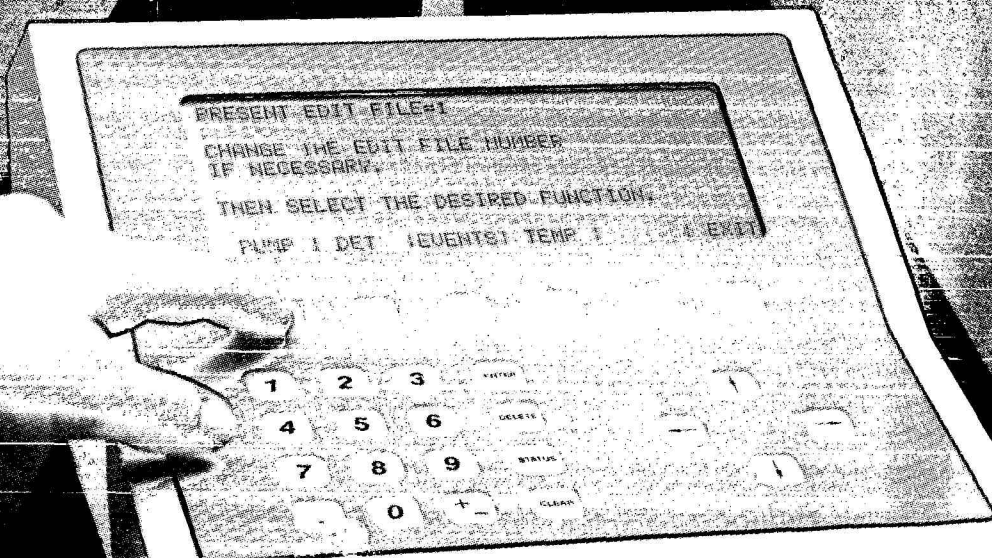 PRESENT EDIT FILE=1
CHANGE THE EDIT FILE NUMBER
IF NECESSARY.
THEN SELECT THE DESIRED FUNCTION.
PUMP | DET |EVENTS| TEMP | | EXIT
1 2 3 ENTER
4 5 6 DELETE
7 8 9 STATUS
. 0 +- CLEAR